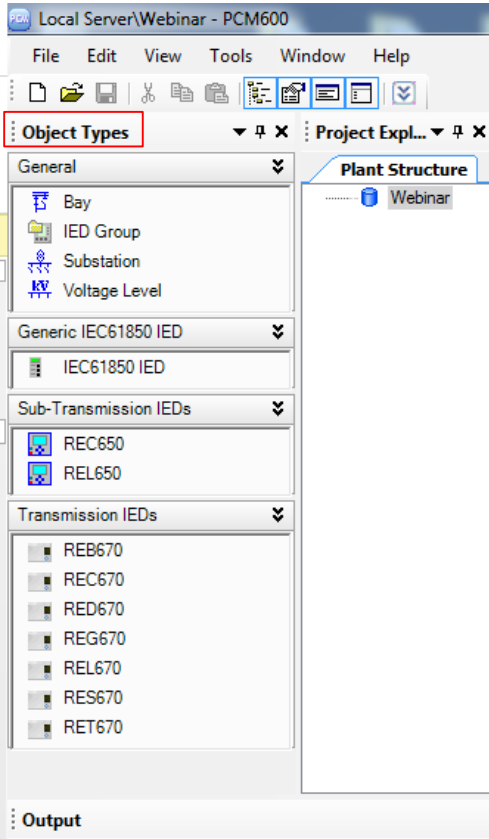 PCM Local Server\Webinar - PCM600
File Edit View Tools Window Help
Object Types
General
Bay
IED Group
Substation
KV Voltage Level
Generic IEC61850 IED
IEC61850 IED
Sub-Transmission IEDs
REC650
REL650
Transmission IEDs
REB670
REC670
RED670
REG670
REL670
RES670
RET670
Project Expl...
Plant Structure
Webinar
Output